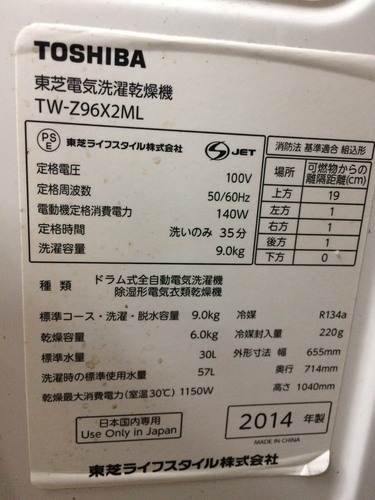 TOSHIBA
東芝電気洗濯乾燥機
TW-Z96X2ML
PS
E
東芝ライフスタイル株式会社
S JET
定格電圧 100V
定格周波数 50/60Hz
電動機定格消費電力 140W
定格時間 洗いのみ 35分
洗濯容量 9.0kg
消防法 基準適合 組込形
場所 可燃物からの離隔距離(cm)
上方 19
左方 1
右方 1
後方 1
下方 0
種類 ドラム式全自動電気洗濯機
除湿形電気衣類乾燥機
標準コース・洗濯・脱水容量 9.0kg 冷媒 R134a
乾燥容量 6.0kg 冷媒封入量 220g
標準水量 30L 外形寸法 幅 655mm
洗濯時の標準使用水量 57L 奥行 714mm
乾燥最大消費電力(室温30℃) 1150W 高さ 1040mm
日本国内専用
Use Only in Japan
2014 年製
MADE IN CHINA
東芝ライフスタイル株式会社